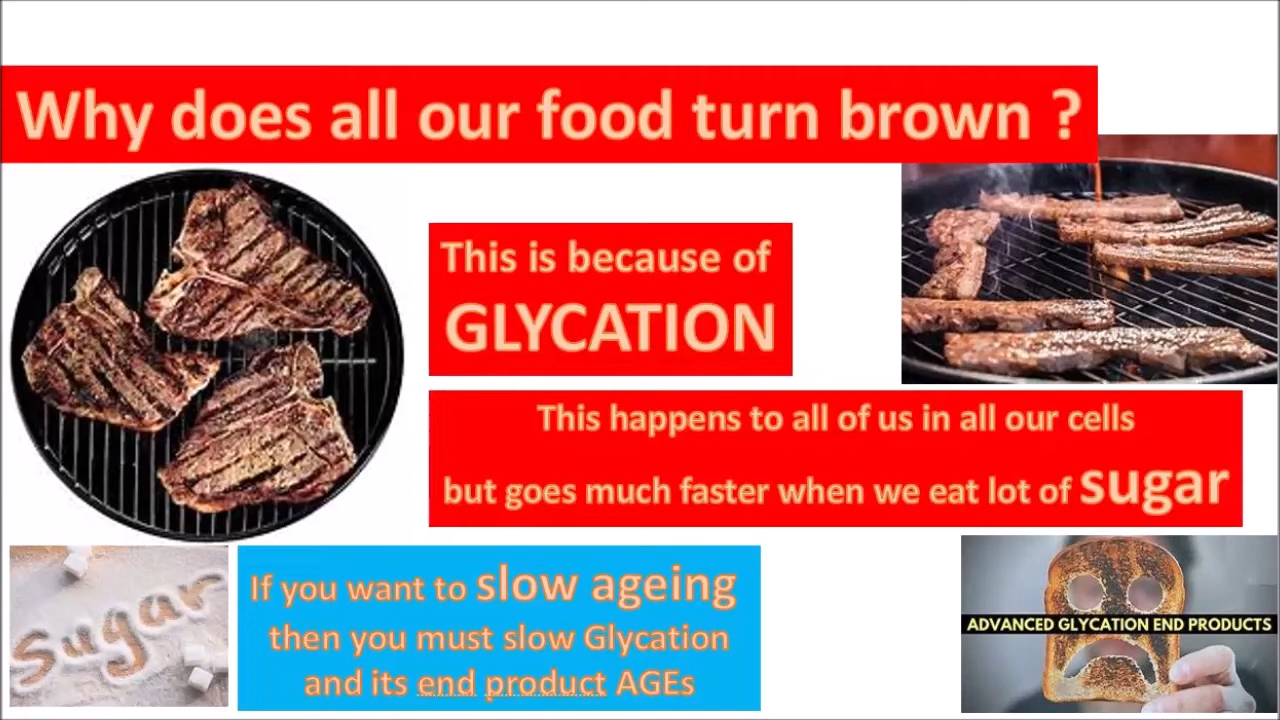 Why does all our food turn brown ?
This is because of
GLYCATION
This happens to all of us in all our cells
but goes much faster when we eat lot of sugar
Sugar
If you want to slow ageing
then you must slow Glycation
and its end product AGEs
ADVANCED GLYCATION END PRODUCTS